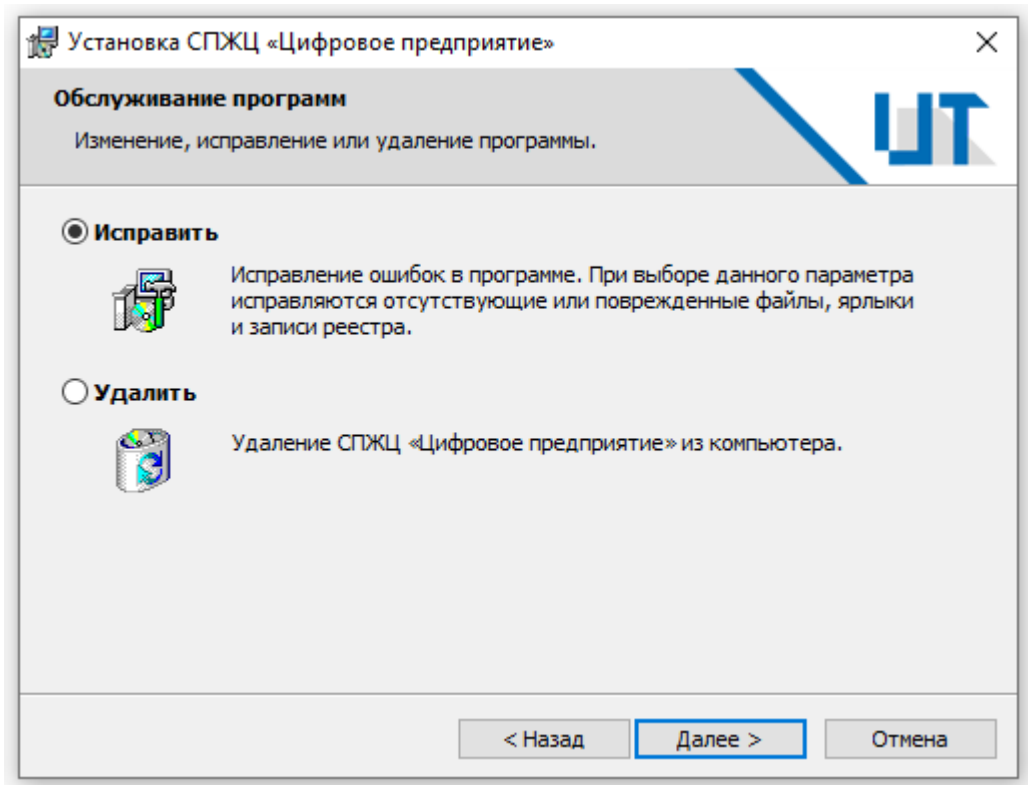 Установка СПЖЦ «Цифровое предприятие»
Обслуживание программ
Изменение, исправление или удаление программы.
Исправить
Исправление ошибок в программе. При выборе данного параметра
исправляются отсутствующие или поврежденные файлы, ярлыки
и записи реестра.
Удалить
Удаление СПЖЦ «Цифровое предприятие» из компьютера.
< Назад
Далее >
Отмена